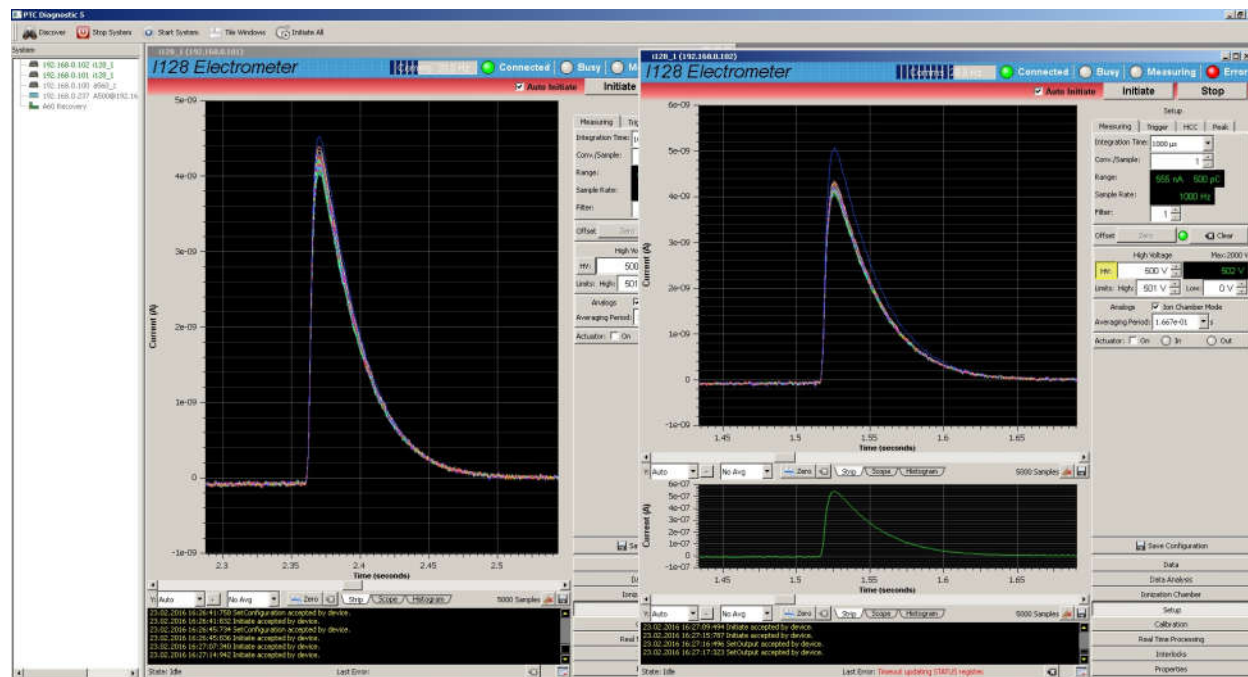 PTC Diagnostic 5
Discover Stop System Start System Tile Windows Initiate All
System
192.168.0.102 i128_1
192.168.0.101 i128_1
192.168.0.100
192.168.0.237 A500@192.16
A60 Recovery
i128_1 (192.168.0.101)
I128 Electrometer
Connected Busy
Auto Initiate Initiate
5e-09
4e-09
3e-09
2e-09
1e-09
0
-1e-09
Current (A)
2.3 2.35 2.4 2.45 2.5
Time (seconds)
Measuring
Integration Time:
Conv./Sample:
Range:
Sample Rate:
Filter:
Offset Zero
HV: 500
Limits: High: 501
Analogs
Averaging Period:
Actuator: On
Y: Auto No Avg Zero Strip Scope Histogram 5000 Samples
23.02.2016 16:26:41:758 SetConfiguration accepted by device.
23.02.2016 16:26:41:832 Initiate accepted by device.
23.02.2016 16:26:45:734 SetConfiguration accepted by device.
23.02.2016 16:26:45:836 Initiate accepted by device.
23.02.2016 16:27:07:340 Initiate accepted by device.
23.02.2016 16:27:14:942 Initiate accepted by device.
State: Idle Last Error:
i128_1 (192.168.0.102)
I128 Electrometer
Connected Busy Measuring Error
Auto Initiate Initiate Stop
6e-09
5e-09
4e-09
3e-09
2e-09
1e-09
0
-1e-09
Current (A)
1.45 1.5 1.55 1.6 1.65
Time (seconds)
Setup
Measuring Trigger HCC Peak
Integration Time: 1000 µs
Conv./Sample: 1
Range: 555 nA 500 pC
Sample Rate: 1000 Hz
Filter: 1
Offset Zero Clear
High Voltage Max:2000 V
HV: 500 V 502 V
Limits: High: 501 V Low: 0 V
Analogs Ion Chamber Mode
Averaging Period: 1.667e-01 s
Actuator: On In Out
Y: Auto No Avg Zero Strip Scope Histogram 5000 Samples
6e-07
5e-07
4e-07
3e-07
2e-07
1e-07
0
-1e-07
Current (A)
1.45 1.5 1.55 1.6 1.65
Time (seconds)
Y: Auto No Avg Zero Strip Scope Histogram 5000 Samples
23.02.2016 16:27:09:494 Initiate accepted by device.
23.02.2016 16:27:15:787 Initiate accepted by device.
23.02.2016 16:27:16:496 SetOutput accepted by device.
23.02.2016 16:27:17:323 SetOutput accepted by device.
Save Configuration
Data
Data Analysis
Ionization Chamber
Setup
Calibration
Real Time Processing
Interlocks
Properties
State: Idle Last Error: Timeout updating STATUS register.